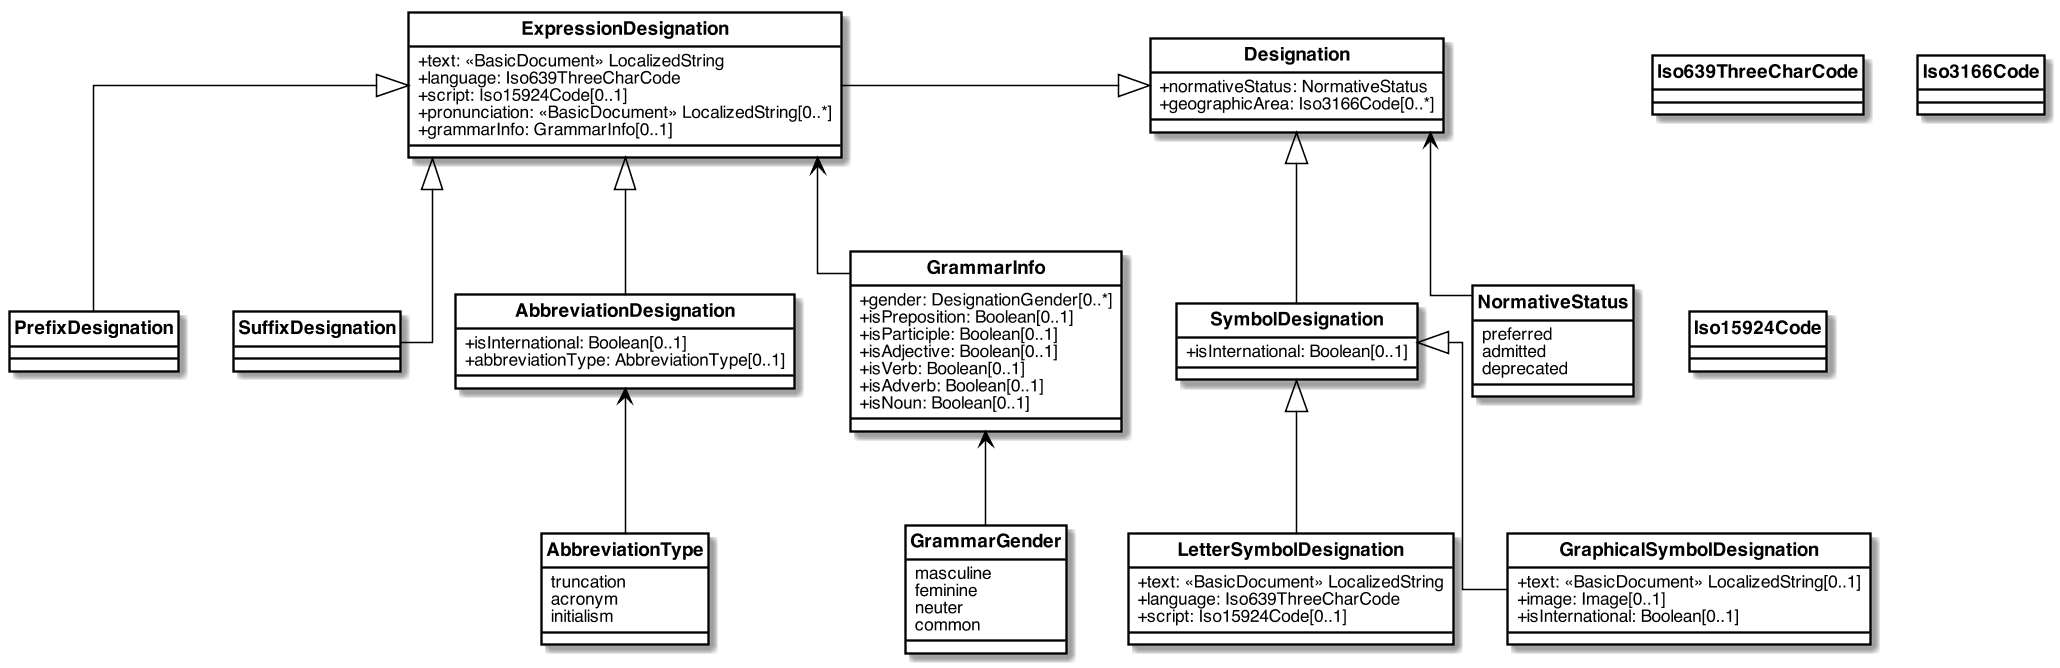 ExpressionDesignation
+text: «BasicDocument» LocalizedString
+language: Iso639ThreeCharCode
+script: Iso15924Code[0..1]
+pronunciation: «BasicDocument» LocalizedString[0..*]
+grammarInfo: GrammarInfo[0..1]
Designation
+normativeStatus: NormativeStatus
+geographicArea: Iso3166Code[0..*]
Iso639ThreeCharCode
Iso3166Code
PrefixDesignation
SuffixDesignation
AbbreviationDesignation
+isInternational: Boolean[0..1]
+abbreviationType: AbbreviationType[0..1]
GrammarInfo
+gender: DesignationGender[0..*]
+isPreposition: Boolean[0..1]
+isParticiple: Boolean[0..1]
+isAdjective: Boolean[0..1]
+isVerb: Boolean[0..1]
+isAdverb: Boolean[0..1]
+isNoun: Boolean[0..1]
SymbolDesignation
+isInternational: Boolean[0..1]
NormativeStatus
preferred
admitted
deprecated
Iso15924Code
AbbreviationType
truncation
acronym
initialism
GrammarGender
masculine
feminine
neuter
common
LetterSymbolDesignation
+text: «BasicDocument» LocalizedString
+language: Iso639ThreeCharCode
+script: Iso15924Code[0..1]
GraphicalSymbolDesignation
+text: «BasicDocument» LocalizedString[0..1]
+image: Image[0..1]
+isInternational: Boolean[0..1]